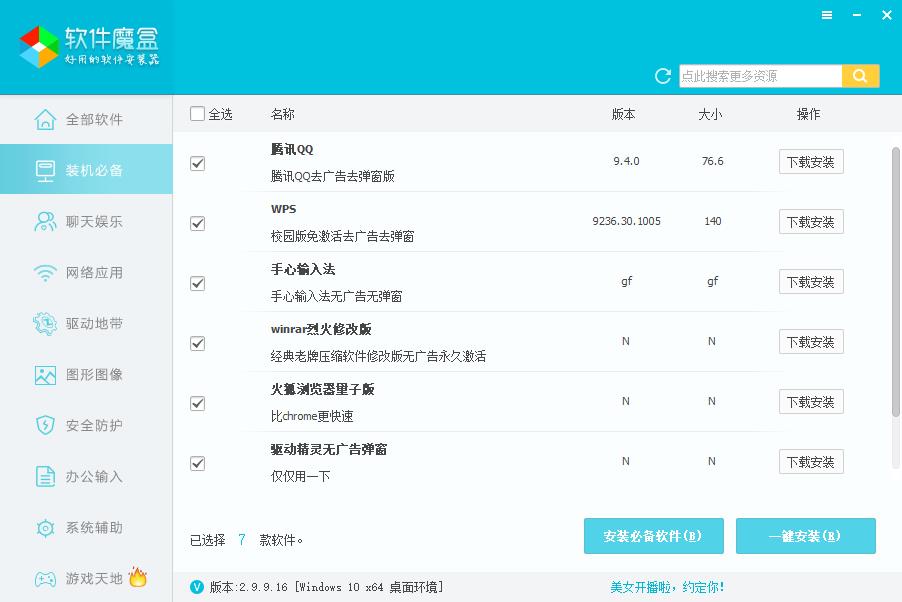 软件魔盒
好用的软件安装器
点此搜索更多资源
全部软件
装机必备
聊天娱乐
网络应用
驱动地带
图形图像
安全防护
办公输入
系统辅助
游戏天地
全选 名称 版本 大小 操作
腾讯QQ
腾讯QQ去广告去弹窗版
9.4.0 76.6 下载安装
WPS
校园版免激活去广告去弹窗
9236.30.1005 140 下载安装
手心输入法
手心输入法无广告无弹窗
gf gf 下载安装
winrar烈火修改版
经典老牌压缩软件修改版无广告永久激活
N N 下载安装
火狐浏览器量子版
比chrome更快速
N N 下载安装
驱动精灵无广告弹窗
仅仅用一下
N N 下载安装
已选择 7 款软件。
安装必备软件(B) 一键安装(R)
V 版本:2.9.9.16 [Windows 10 x64 桌面环境]
美女开播啦，约定你!